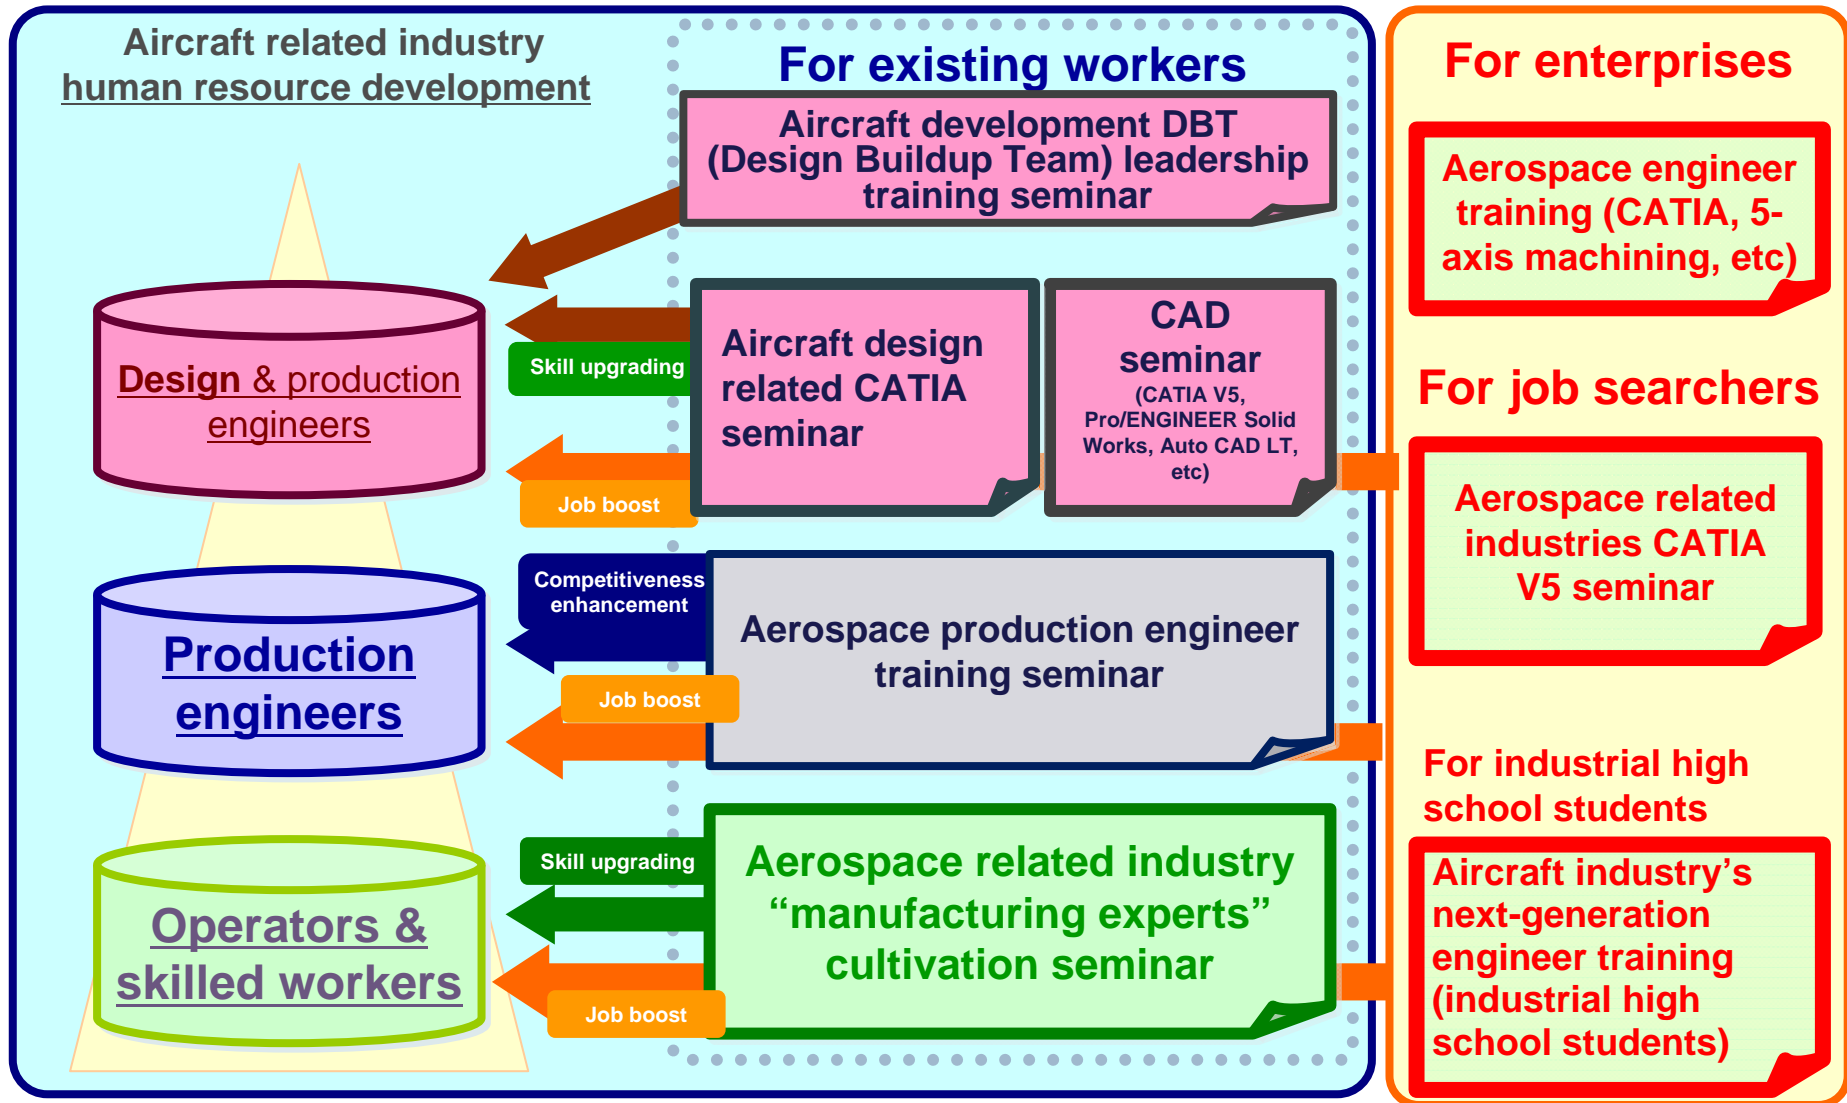 Aircraft related industry
human resource development
For existing workers
Aircraft development DBT
(Design Buildup Team) leadership
training seminar
Design & production
engineers
Skill upgrading
Job boost
Aircraft design
related CATIA
seminar
CAD
seminar
(CATIA V5,
Pro/ENGINEER Solid
Works, Auto CAD LT,
etc)
Production
engineers
Competitiveness
enhancement
Job boost
Aerospace production engineer
training seminar
Operators &
skilled workers
Skill upgrading
Job boost
Aerospace related industry
“manufacturing experts”
cultivation seminar
For enterprises
Aerospace engineer
training (CATIA, 5-
axis machining, etc)
For job searchers
Aerospace related
industries CATIA
V5 seminar
For industrial high
school students
Aircraft industry’s
next-generation
engineer training
(industrial high
school students)